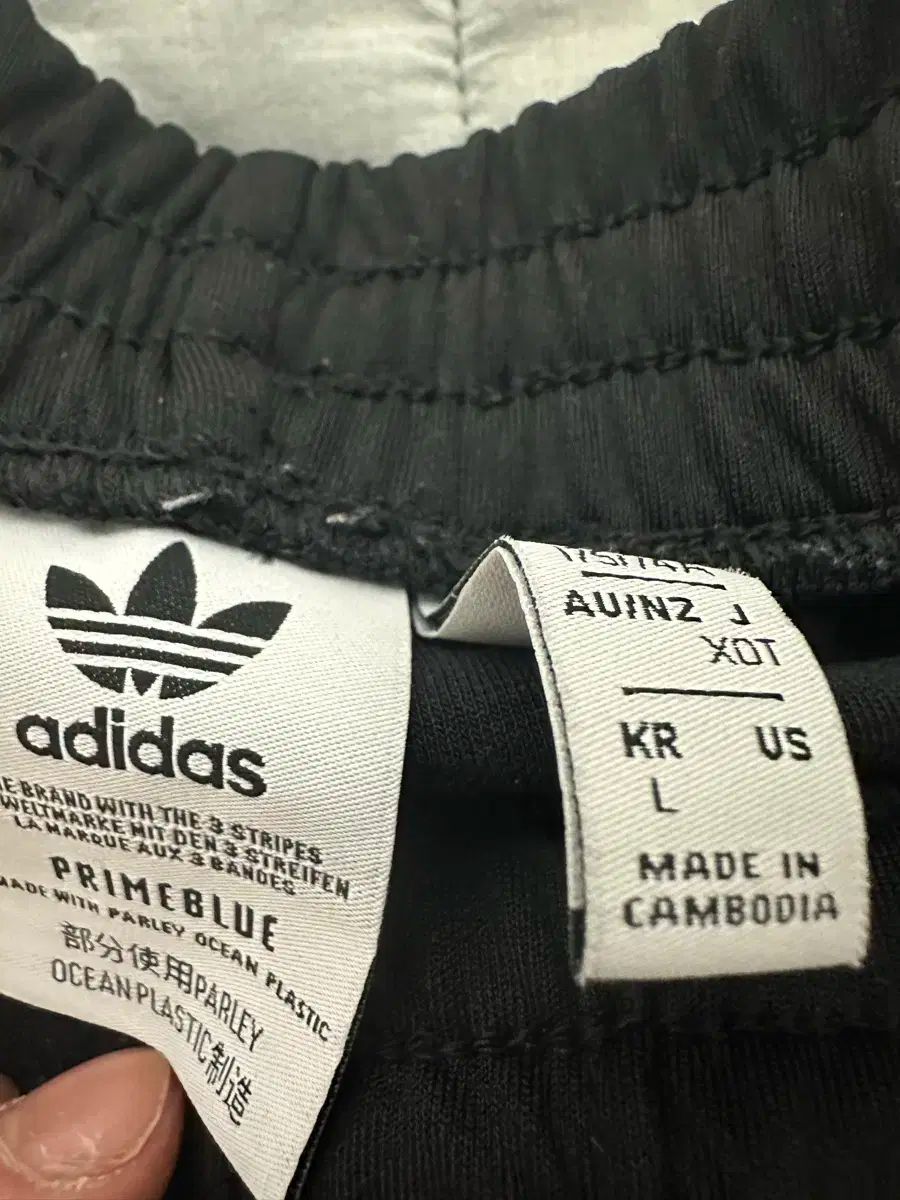 adidas
E BRAND WITH THE 3 STRIPES
WELTMARKE MIT DEN 3 STREIFEN
LA MARQUE AUX 3 BANDES
PRIMEBLUE
MADE WITH PARLEY OCEAN PLASTIC
部分使用PARLEY
OCEAN PLASTIC制造
175/74A
AU/NZ J
XOT
KR US
L
MADE IN
CAMBODIA